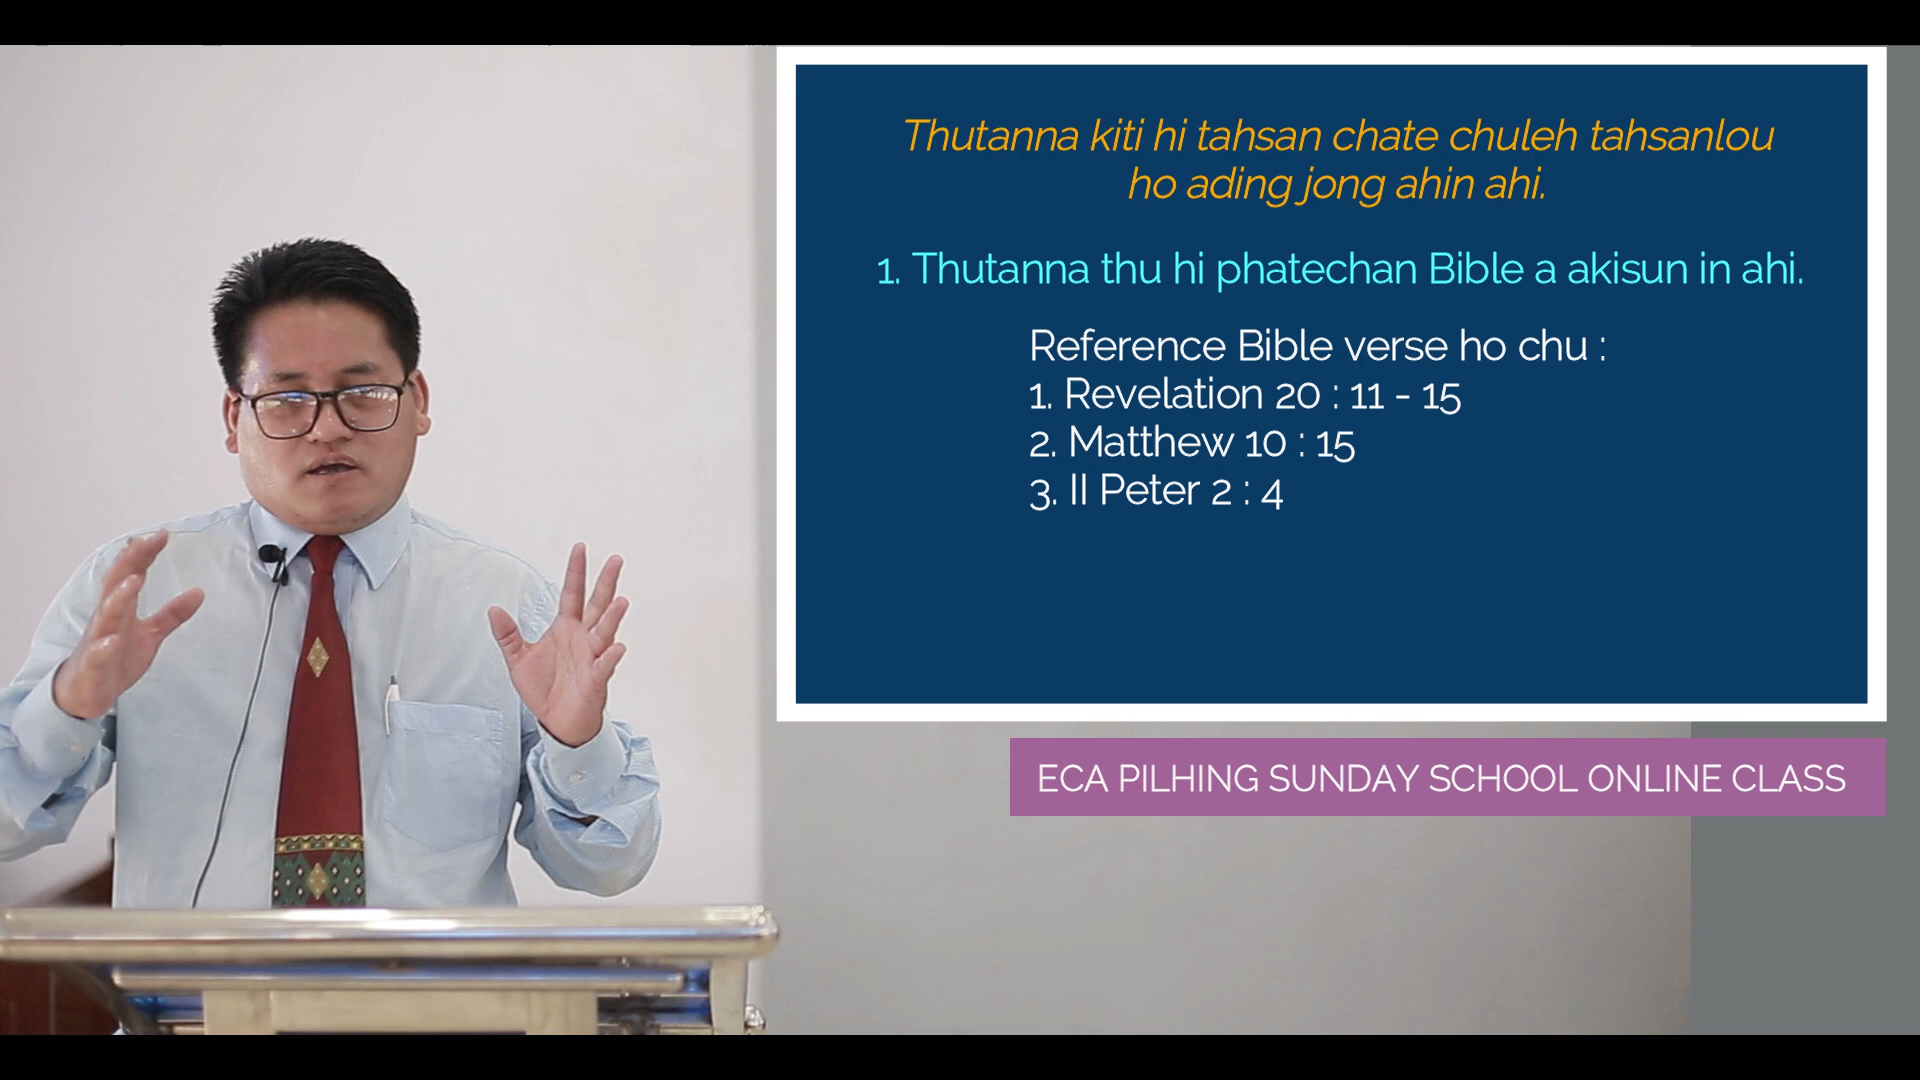 Thutanna kiti hi tahsan chate chuleh tahsanlou
ho ading jong ahin ahi.
1. Thutanna thu hi phatechan Bible a akisun in ahi.
Reference Bible verse ho chu :
1. Revelation 20 : 11 - 15
2. Matthew 10 : 15
3. II Peter 2 : 4
ECA PILHING SUNDAY SCHOOL ONLINE CLASS